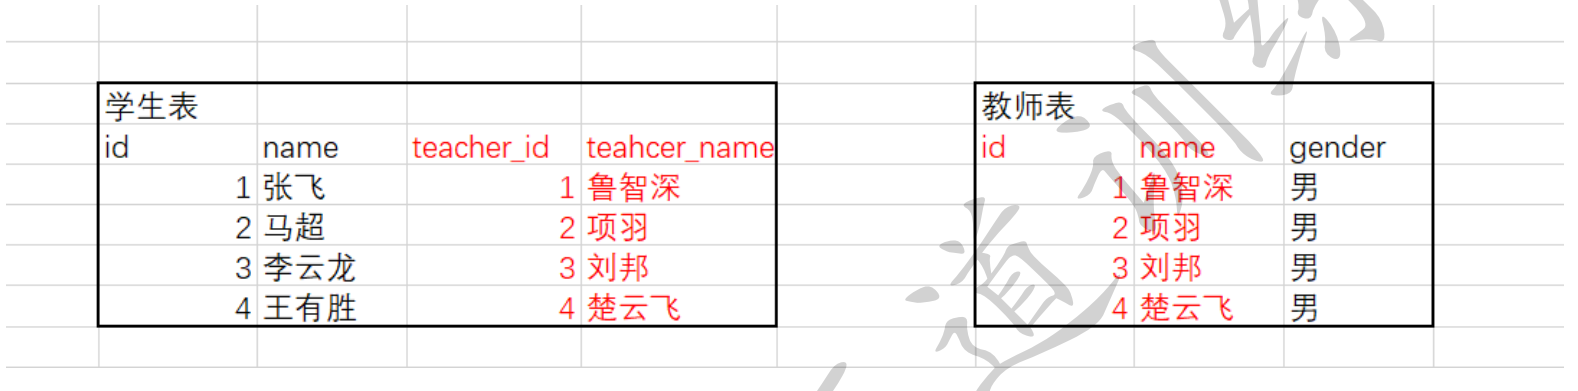 学生表 教师表
id name teacher_id teahcer_name id name gender
1 张飞 1 鲁智深 1 鲁智深 男
2 马超 2 项羽 2 项羽 男
3 李云龙 3 刘邦 3 刘邦 男
4 王有胜 4 楚云飞 4 楚云飞 男
道训练